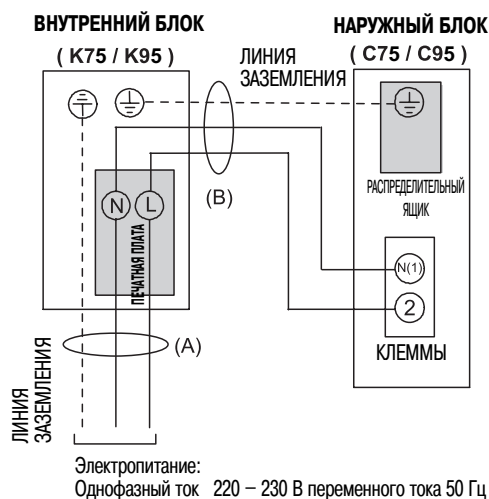 ВНУТРЕННИЙ БЛОК
( K75 / K95 )
НАРУЖНЫЙ БЛОК
( C75 / C95 )
ЛИНИЯ
ЗАЗЕМЛЕНИЯ
(B)
РАСПРЕДЕЛИТЕЛЬНЫЙ
ЯЩИК
N
L
ПЕЧАТНАЯ ПЛАТА
N(1)
2
КЛЕММЫ
(A)
ЛИНИЯ
ЗАЗЕМЛЕНИЯ
Электропитание:
Однофазный ток 220 – 230 В переменного тока 50 Гц